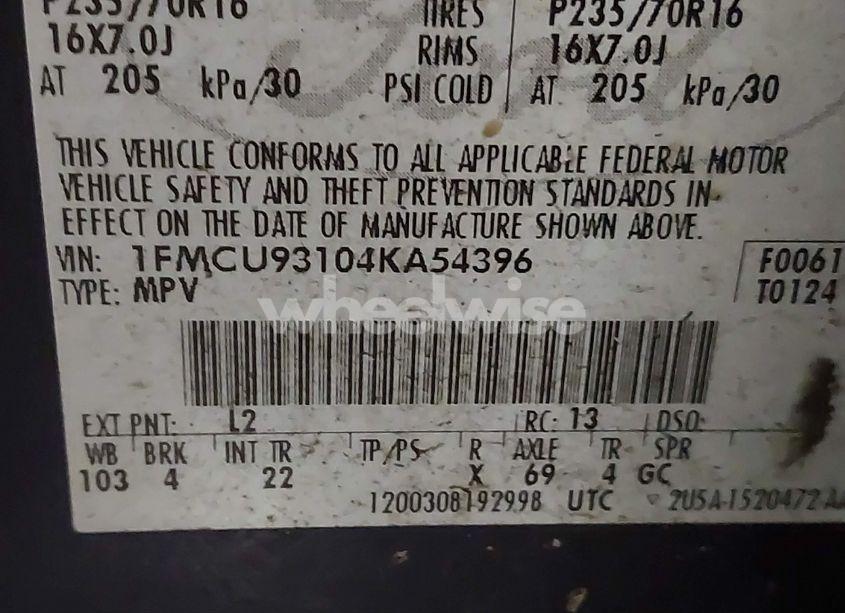 P235/70R16 TIRES P235/70R16
16X7.0J RIMS 16X7.0J
AT 205 kPa/30 PSI COLD AT 205 kPa/30
THIS VEHICLE CONFORMS TO ALL APPLICABLE FEDERAL MOTOR
VEHICLE SAFETY AND THEFT PREVENTION STANDARDS IN
EFFECT ON THE DATE OF MANUFACTURE SHOWN ABOVE.
VIN: 1FMCU93104KA54396 F0061
TYPE: MPV T0124
wheelwise
EXT PNT: L2 RC: 13 DSO:
WB BRK INT TR TP/PS R AXLE TR SPR
103 4 22 X 69 4 GC
1200308192998 UTC 2U5A-1520472-AA